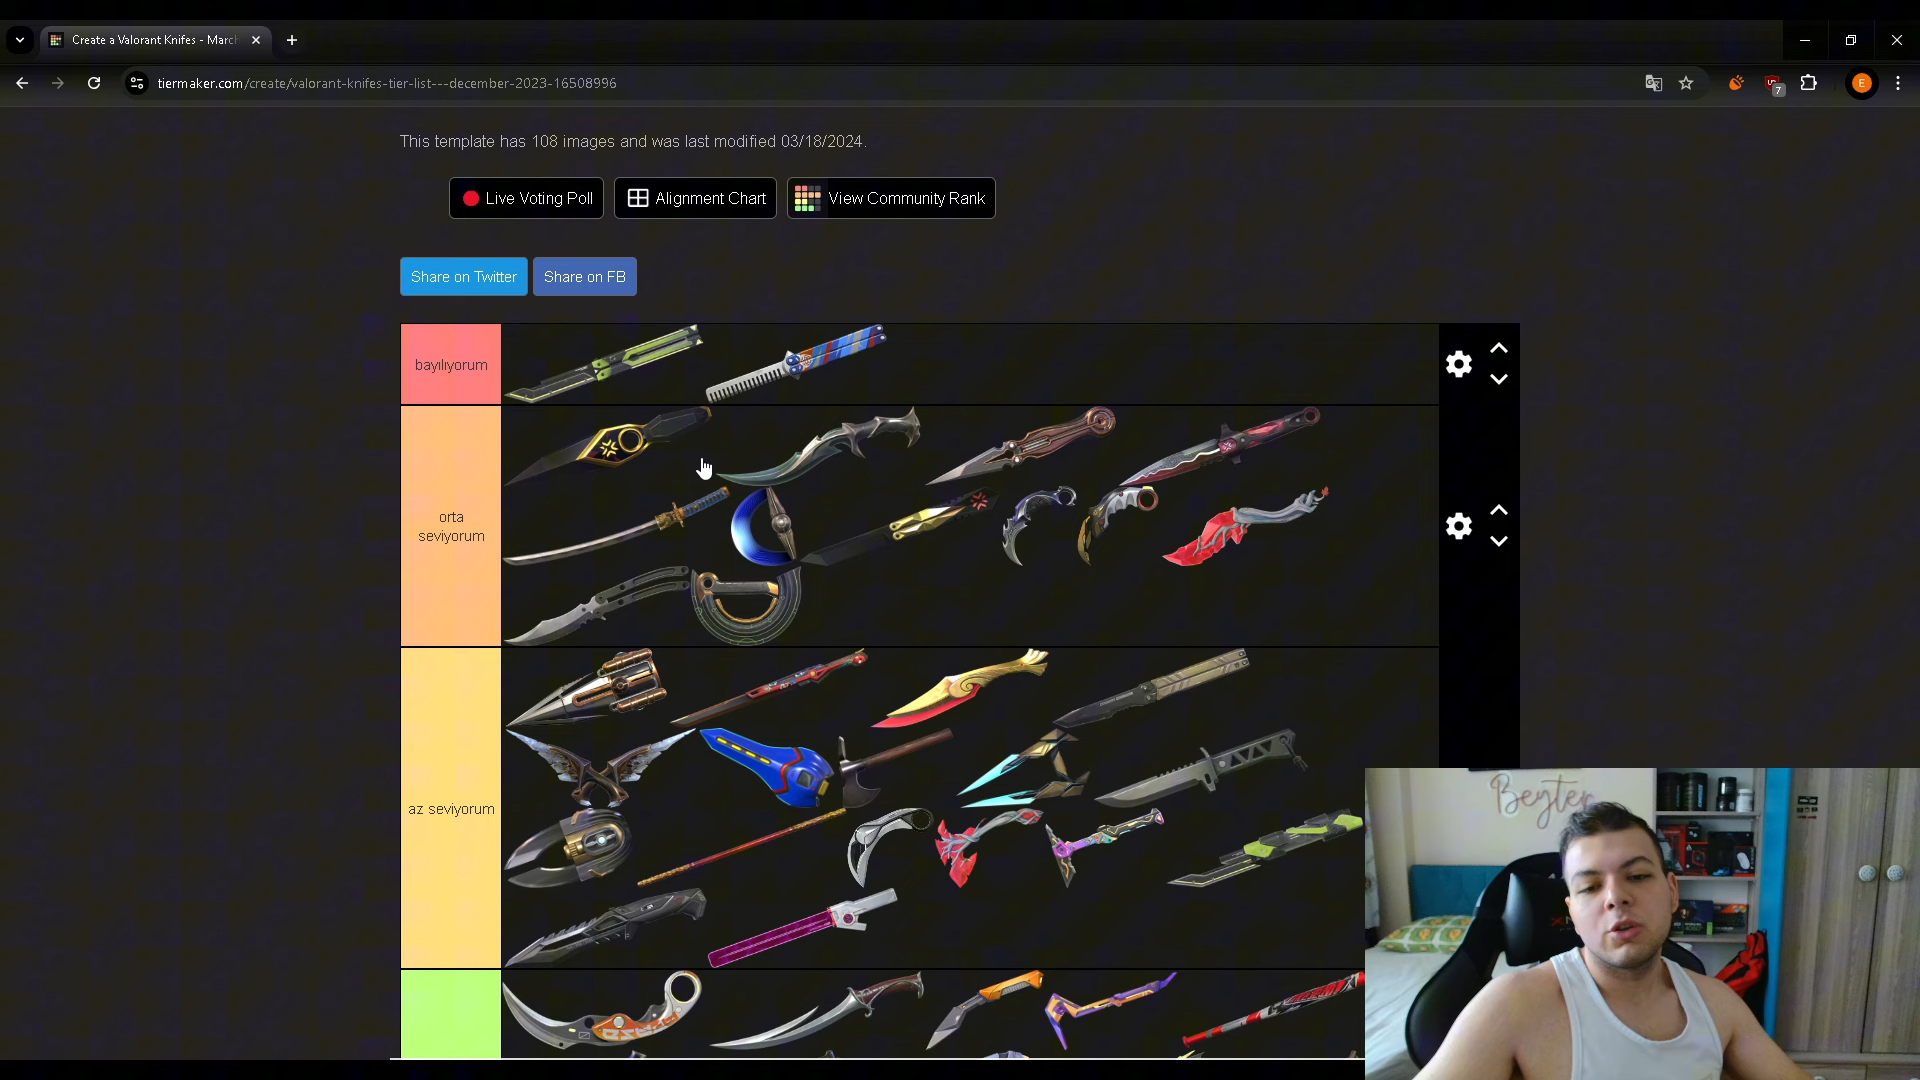 Create a Valorant Knifes - Marc
tiermaker.com/create/valorant-knifes-tier-list---december-2023-16508996
7
E
This template has 108 images and was last modified 03/18/2024.
Live Voting Poll
Alignment Chart
View Community Rank
Share on Twitter
Share on FB
bayılıyorum
orta
seviyorum
az seviyorum
Beyter